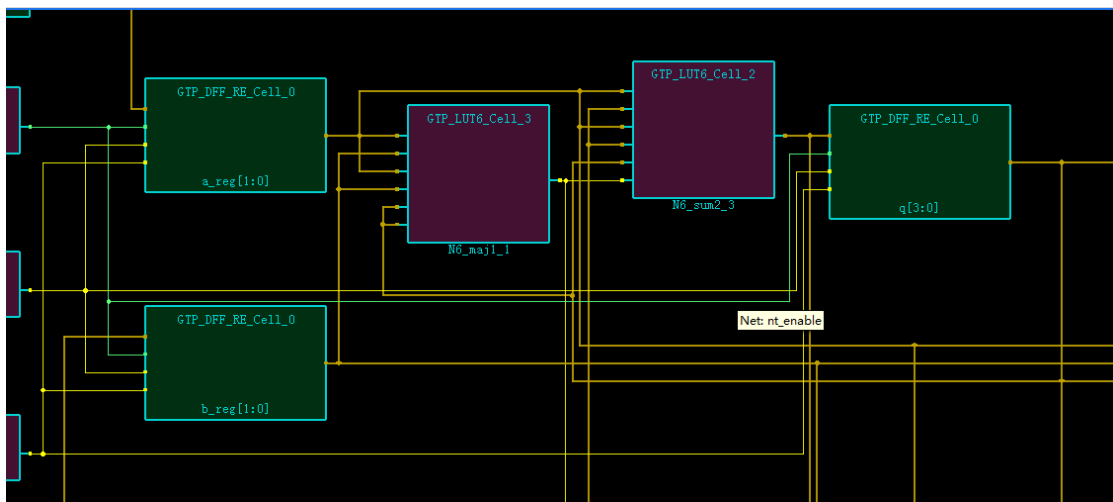 GTP_LUT6_Cell_2
GTP_DFF_RE_Cell_0
GTP_LUT6_Cell_3
GTP_DFF_RE_Cell_0
a_reg[1:0]
N6_sum2_3
q[3:0]
N6_maj1_1
GTP_DFF_RE_Cell_0
Net: nt_enable
b_reg[1:0]